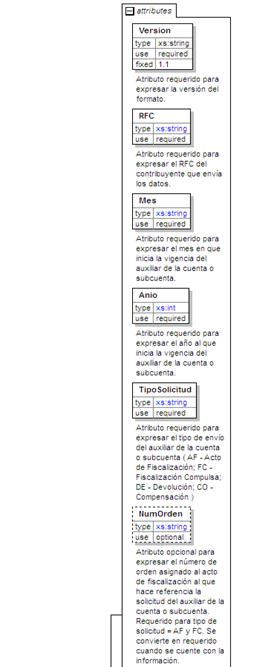 attributes
Version
type xs:string
use required
fixed 1.1
Atributo requerido para
expresar la versión del
formato.
RFC
type xs:string
use required
Atributo requerido para
expresar el RFC del
contribuyente que envía
los datos.
Mes
type xs:string
use required
Atributo requerido para
expresar el mes en que
inicia la vigencia del
auxiliar de la cuenta o
subcuenta.
Anio
type xs:int
use required
Atributo requerido para
expresar el año al que
inicia la vigencia del
auxiliar de la cuenta o
subcuenta.
TipoSolicitud
type xs:string
use required
Atributo requerido para
expresar el tipo de envío
del auxiliar de la cuenta
o subcuenta ( AF - Acto
de Fiscalización; FC -
Fiscalización Compulsa;
DE - Devolución; CO -
Compensación )
NumOrden
type xs:string
use optional
Atributo opcional para
expresar el número de
orden asignado al acto
de fiscalización al que
hace referencia la
solicitud del auxiliar de la
cuenta o subcuenta.
Requerido para tipo de
solicitud = AF y FC. Se
convierte en requerido
cuando se cuente con la
información.